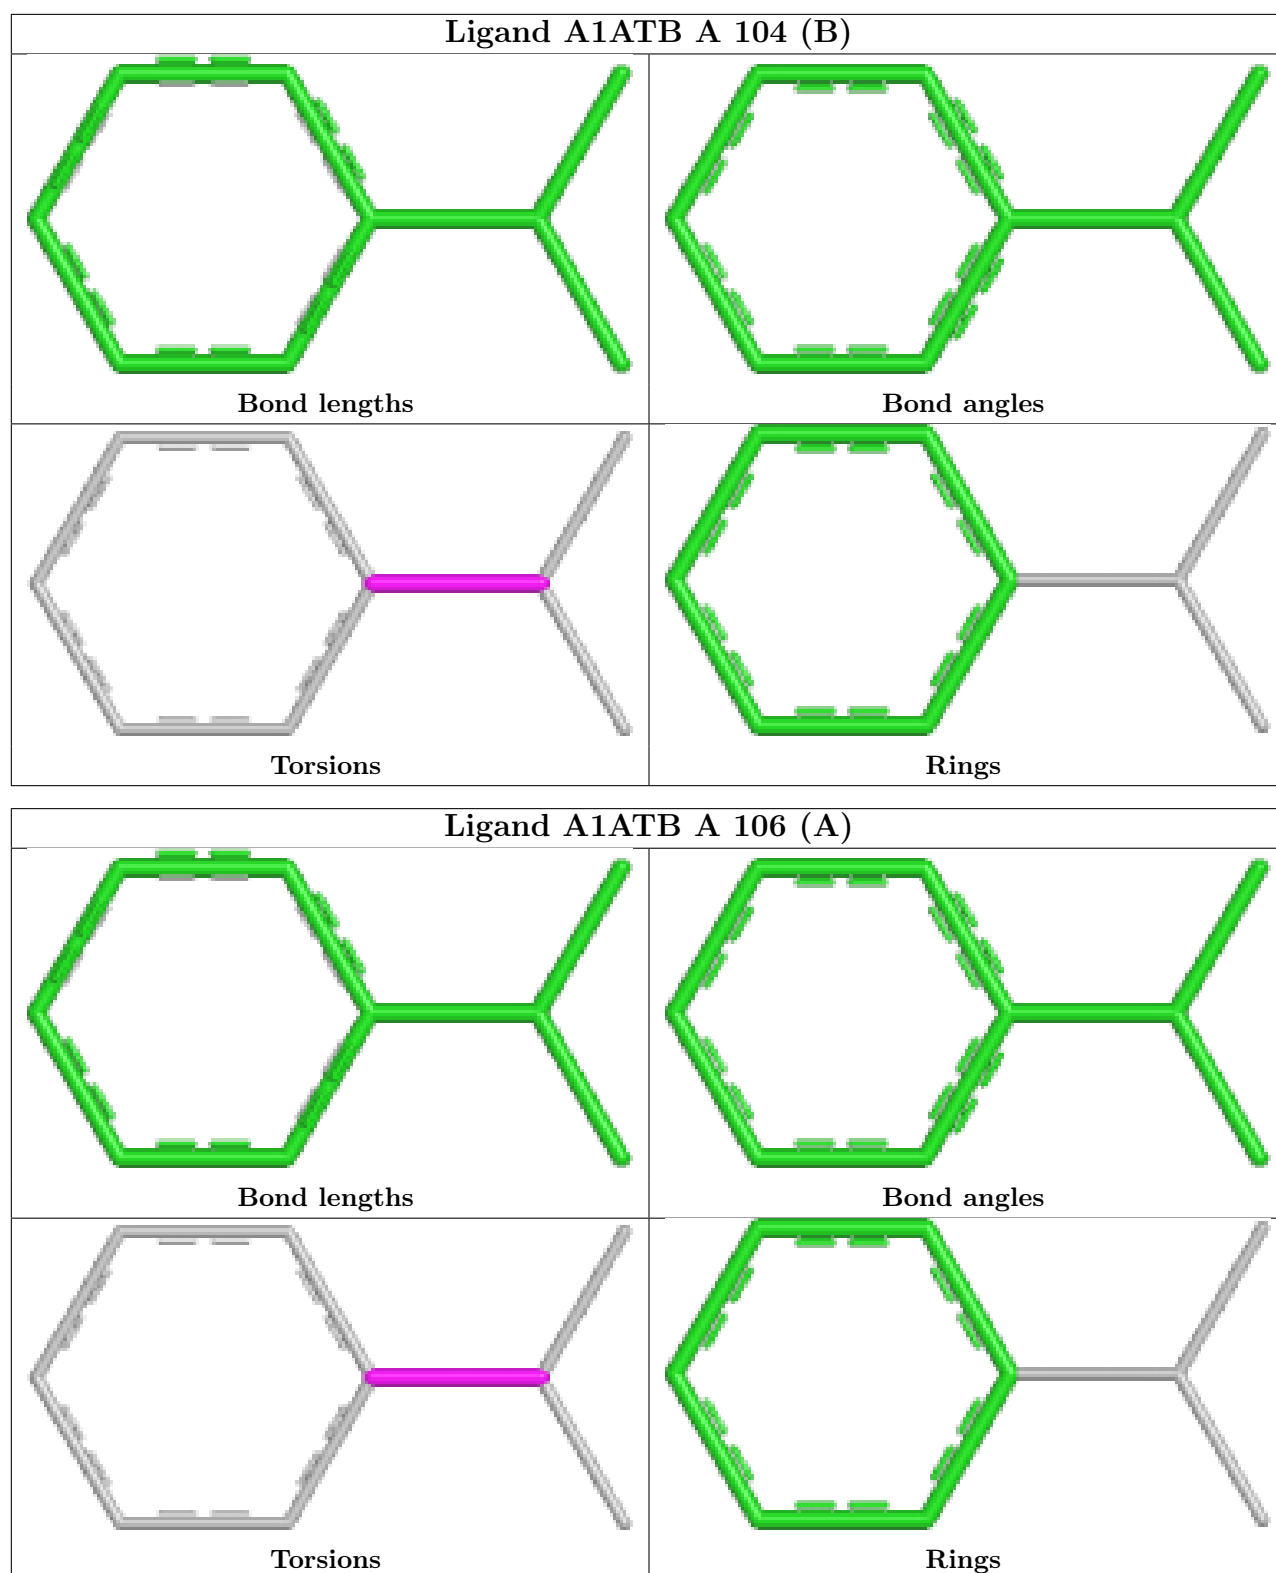 Ligand A1ATB A 104 (B)
Bond lengths
Bond angles
Torsions
Rings
Ligand A1ATB A 106 (A)
Bond lengths
Bond angles
Torsions
Rings